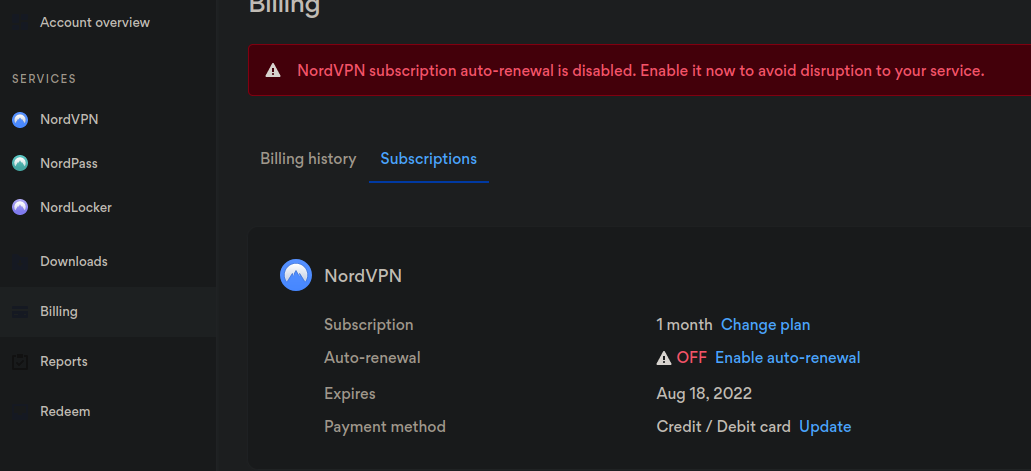 Billing
Account overview
NordVPN subscription auto-renewal is disabled. Enable it now to avoid disruption to your service.
SERVICES
NordVPN
NordPass
NordLocker
Downloads
Billing
Reports
Redeem
Billing history Subscriptions
NordVPN
Subscription 1 month Change plan
Auto-renewal OFF Enable auto-renewal
Expires Aug 18, 2022
Payment method Credit / Debit card Update